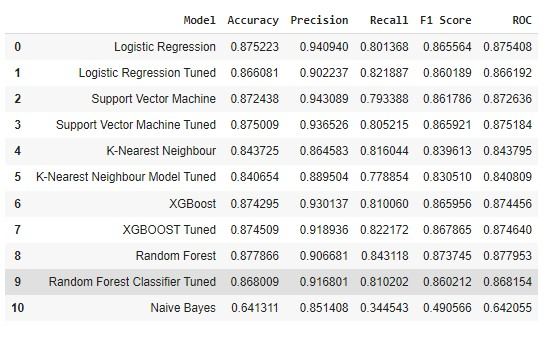 Model Accuracy Precision Recall F1 Score ROC
0 Logistic Regression 0.875223 0.940940 0.801368 0.865564 0.875408
1 Logistic Regression Tuned 0.866081 0.902237 0.821887 0.860189 0.866192
2 Support Vector Machine 0.872438 0.943089 0.793388 0.861786 0.872636
3 Support Vector Machine Tuned 0.875009 0.936526 0.805215 0.865921 0.875184
4 K-Nearest Neighbour 0.843725 0.864583 0.816044 0.839613 0.843795
5 K-Nearest Neighbour Model Tuned 0.840654 0.889504 0.778854 0.830510 0.840809
6 XGBoost 0.874295 0.930137 0.810060 0.865956 0.874456
7 XGBOOST Tuned 0.874509 0.918936 0.822172 0.867865 0.874640
8 Random Forest 0.877866 0.906681 0.843118 0.873745 0.877953
9 Random Forest Classifier Tuned 0.868009 0.916801 0.810202 0.860212 0.868154
10 Naive Bayes 0.641311 0.851408 0.344543 0.490566 0.642055